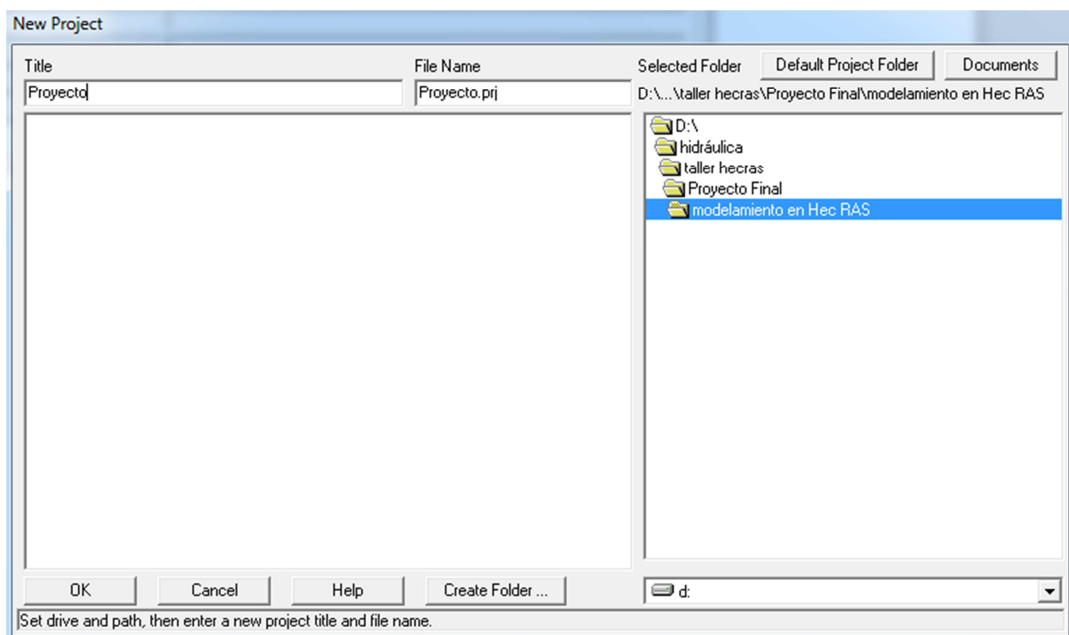 New Project
Title File Name Selected Folder Default Project Folder Documents
Proyecto Proyecto.prj D:\...\taller hecras\Proyecto Final\modelamiento en Hec RAS
D:\
hidráulica
taller hecras
Proyecto Final
modelamiento en Hec RAS
OK Cancel Help Create Folder ... d:
Set drive and path, then enter a new project title and file name.